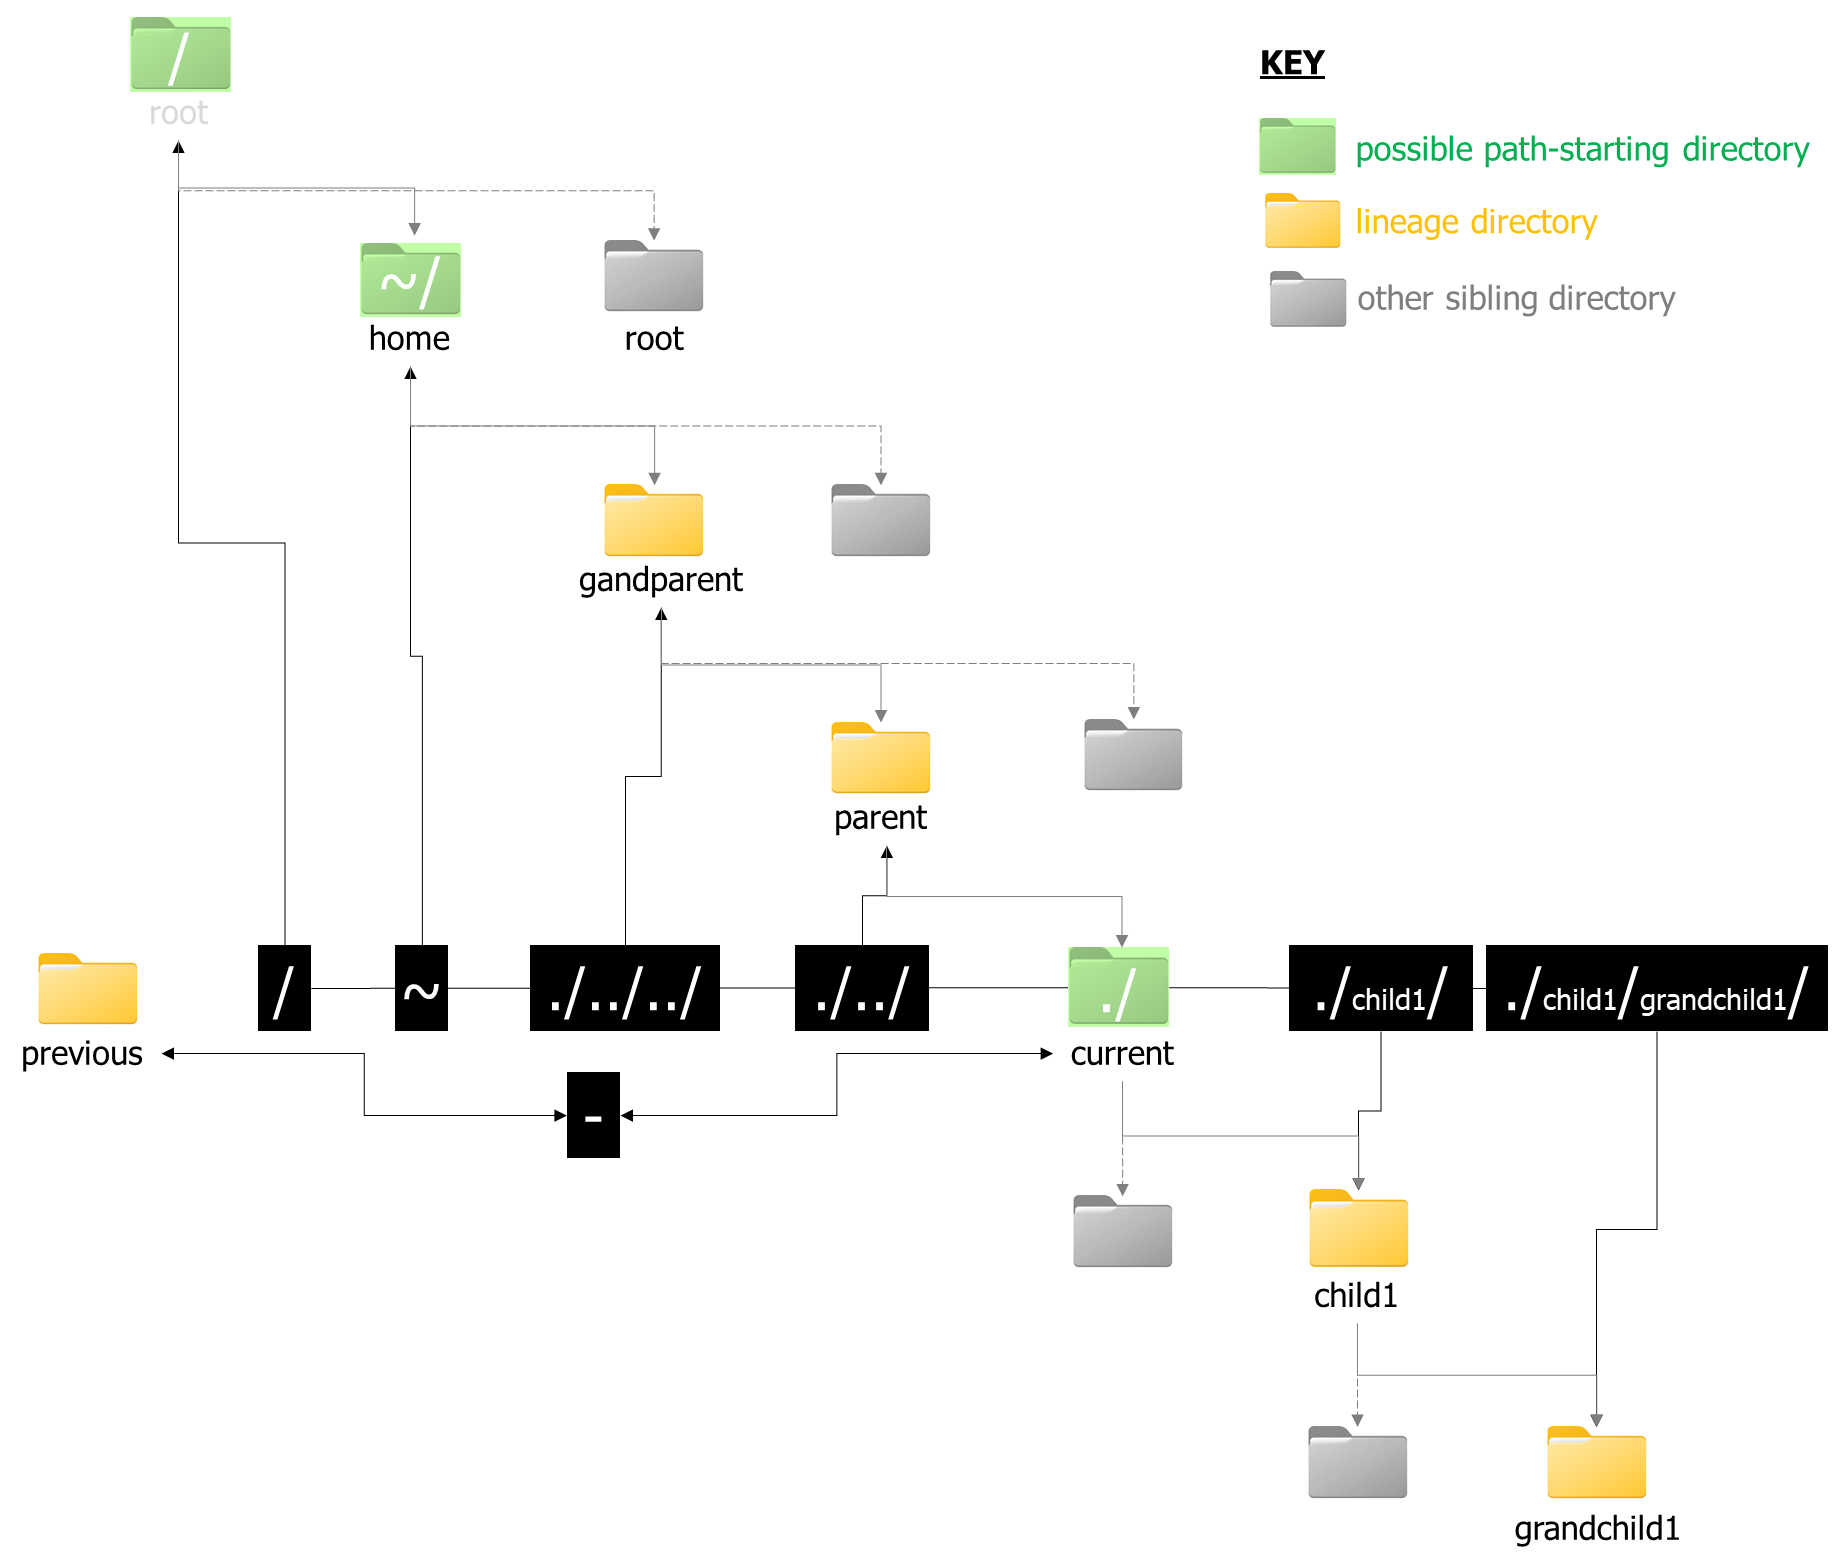 /
root
KEY
possible path-starting directory
lineage directory
other sibling directory
~/
home
root
gandparent
parent
previous
/
~
./../../
./../
./
current
./child1/
./child1/grandchild1/
-
child1
grandchild1